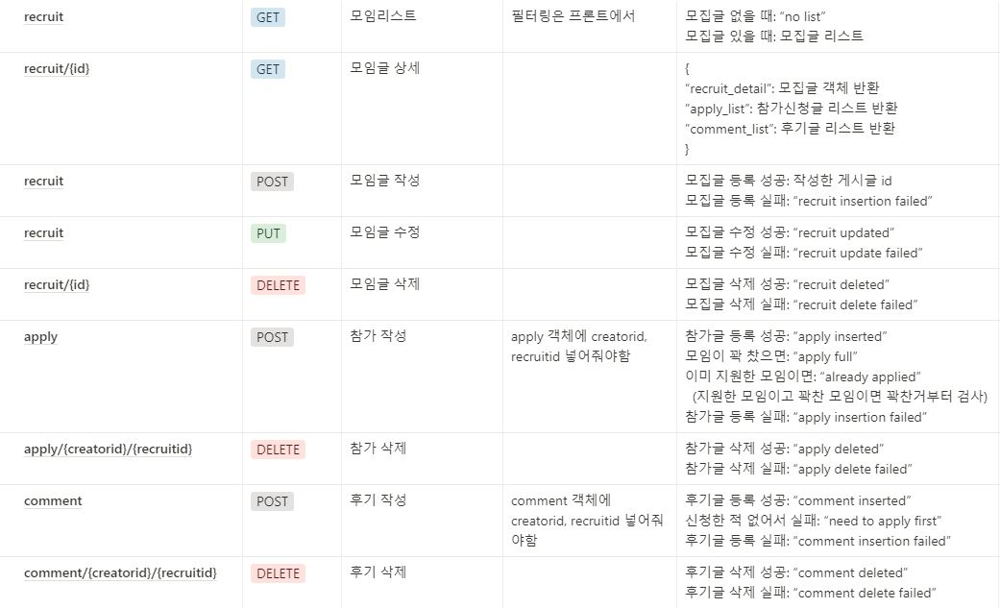 recruit GET 모임리스트 필터링은 프론트에서 모집글 없을 때: “no list”
모집글 있을 때: 모집글 리스트
recruit/{id} GET 모임글 상세 {
“recruit_detail”: 모집글 객체 반환
“apply_list”: 참가신청글 리스트 반환
“comment_list”: 후기글 리스트 반환
}
recruit POST 모임글 작성 모집글 등록 성공: 작성한 게시글 id
모집글 등록 실패: “recruit insertion failed”
recruit PUT 모임글 수정 모집글 수정 성공: “recruit updated”
모집글 수정 실패: “recruit update failed”
recruit/{id} DELETE 모임글 삭제 모집글 삭제 성공: “recruit deleted”
모집글 삭제 실패: “recruit delete failed”
apply POST 참가 작성 apply 객체에 creatorid, 참가글 등록 성공: “apply inserted”
recruitid 넣어줘야함 모임이 꽉 찼으면: “apply full”
이미 지원한 모임이면: “already applied”
(지원한 모임이고 꽉찬 모임이면 꽉찬거부터 검사)
참가글 등록 실패: “apply insertion failed”
apply/{creatorid}/{recruitid} DELETE 참가 삭제 참가글 삭제 성공: “apply deleted”
참가글 삭제 실패: “apply delete failed”
comment POST 후기 작성 comment 객체에 후기글 등록 성공: “comment inserted”
creatorid, recruitid 넣어줘 신청한 적 없어서 실패: “need to apply first”
야함 후기글 등록 실패: “comment insertion failed”
comment/{creatorid}/{recruitid} DELETE 후기 삭제 후기글 삭제 성공: “comment deleted”
후기글 삭제 실패: “comment delete failed”